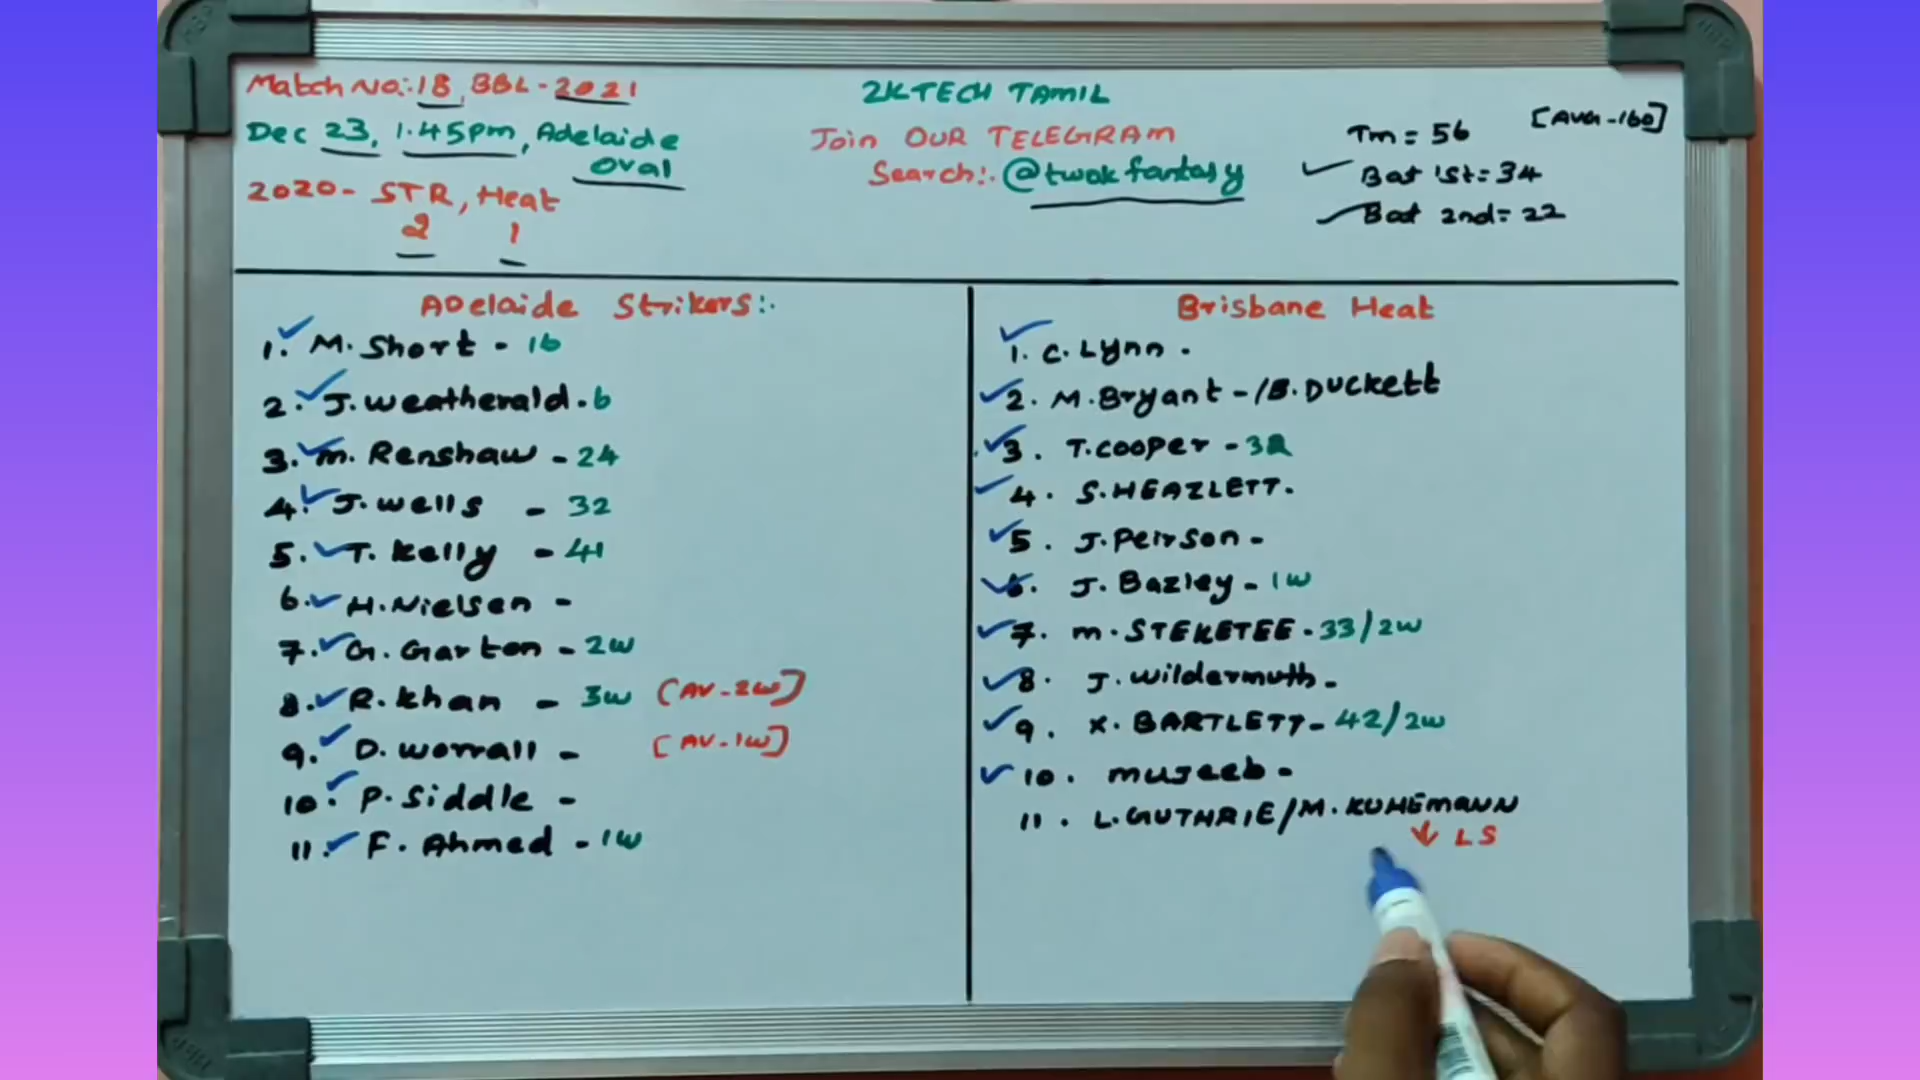 Match No:- 18, BBL - 2021
Dec 23, 1.45pm, Adelaide
Oval
2020 - STR, Heat
2 1
2K TECH TAMIL
Join OUR TELEGRAM
Search:- @twokfantasy
[AVG - 160]
Tm = 56
Bat 1st = 34
Bat 2nd = 22
Adelaide Strikers:-
1. M. Short - 16
2. J. Weatherald - 6
3. M. Renshaw - 24
4. J. Wells - 32
5. T. Kelly - 41
6. H. Nielsen -
7. G. Garton - 2w
8. R. Khan - 3w [AV - 2w]
9. D. Worrall - [AV - 1w]
10. P. Siddle -
11. F. Ahmed - 1w
Brisbane Heat
1. C. Lynn -
2. M. Bryant - /B. DUCKETT
3. T. Cooper - 32
4. S. HEAZLETT.
5. J. Peirson -
6. J. Bazley - 1w
7. M. STEKETEE - 33/2w
8. J. Wildermuth -
9. X. BARTLETT - 42/2w
10. Mujeeb -
11. L. GUTHRIE/M. KUHEMANN
↓ LS